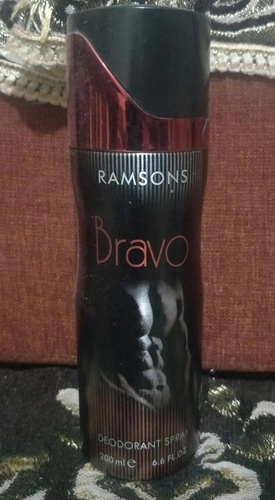 RAMSONS
Bravo
DEODORANT SPRAY
200 ml ℮ 6.6 FL OZ